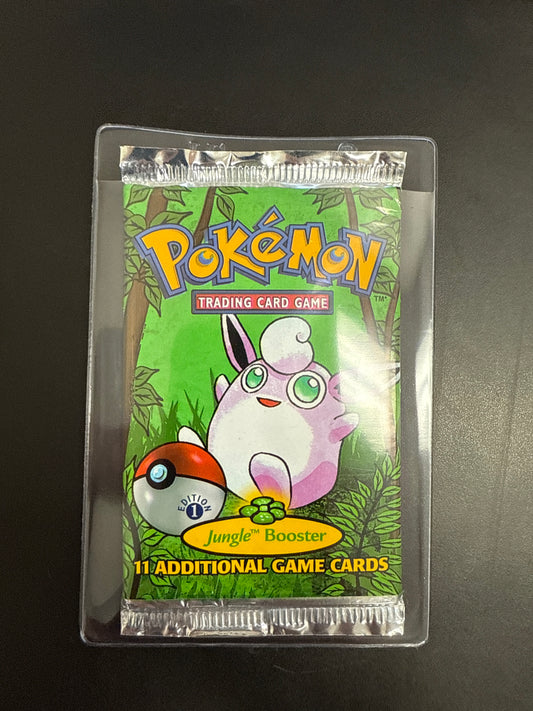 POKéMON
TM
TRADING CARD GAME
EDITION
1
Jungle™ Booster
11 ADDITIONAL GAME CARDS